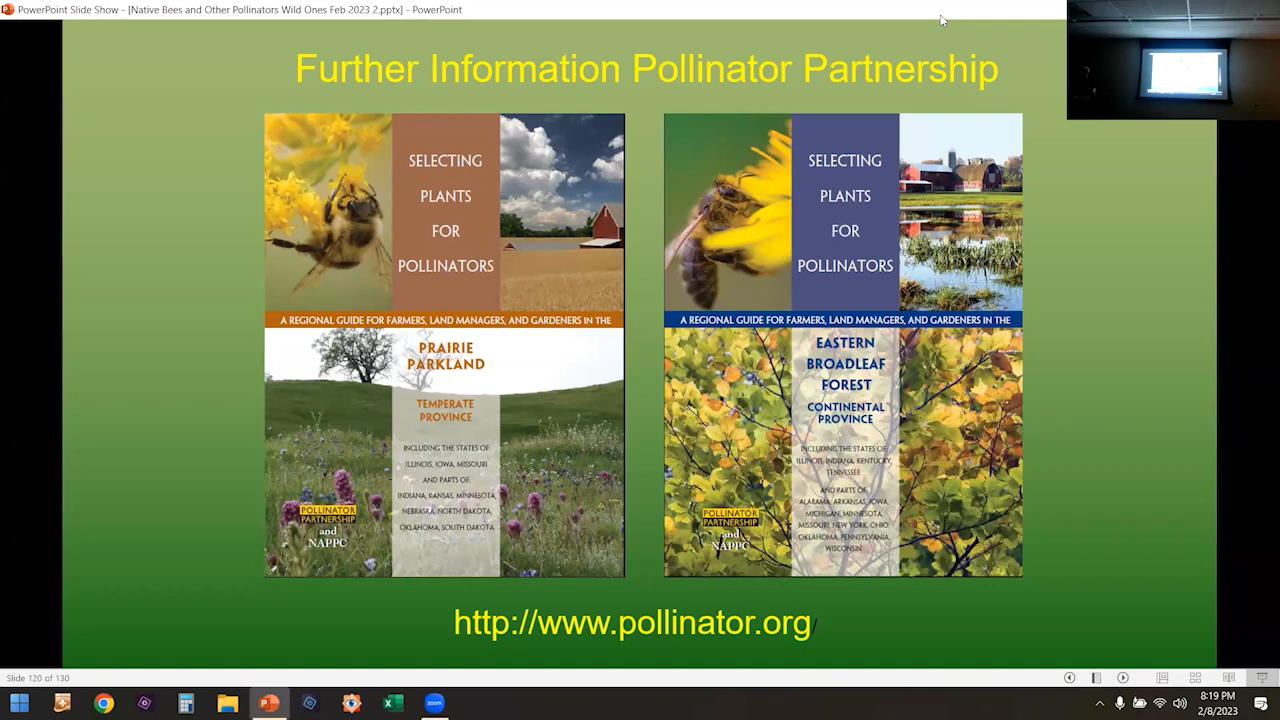 PowerPoint Slide Show - [Native Bees and Other Pollinators Wild Ones Feb 2023 2.pptx] - PowerPoint
Further Information Pollinator Partnership
SELECTING
PLANTS
FOR
POLLINATORS
A REGIONAL GUIDE FOR FARMERS, LAND MANAGERS, AND GARDENERS IN THE
PRAIRIE
PARKLAND
TEMPERATE
PROVINCE
INCLUDING THE STATES OF:
ILLINOIS, IOWA, MISSOURI
AND PARTS OF:
INDIANA, KANSAS, MINNESOTA,
NEBRASKA, NORTH DAKOTA,
OKLAHOMA, SOUTH DAKOTA
POLLINATOR
PARTNERSHIP
and
NAPPC
SELECTING
PLANTS
FOR
POLLINATORS
A REGIONAL GUIDE FOR FARMERS, LAND MANAGERS, AND GARDENERS IN THE
EASTERN
BROADLEAF
FOREST
CONTINENTAL
PROVINCE
INCLUDING THE STATES OF:
ILLINOIS, INDIANA, KENTUCKY,
TENNESSEE
AND PARTS OF:
ALABAMA, ARKANSAS, IOWA,
MICHIGAN, MINNESOTA,
MISSOURI, NEW YORK, OHIO,
OKLAHOMA, PENNSYLVANIA,
WISCONSIN
POLLINATOR
PARTNERSHIP
and
NAPPC
http://www.pollinator.org/
Slide 120 of 130
zoom
8:19 PM
2/8/2023